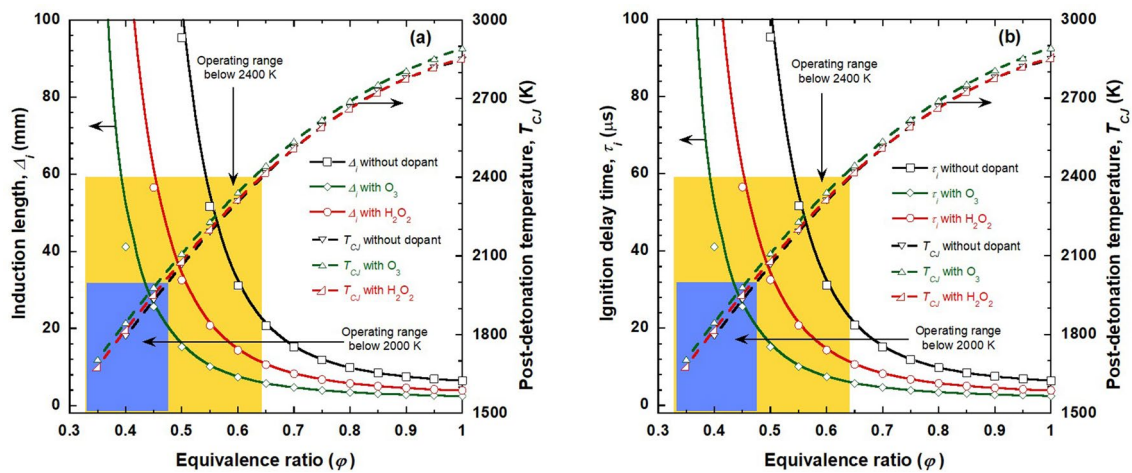 (a)
Induction length, Δi (mm)
100
80
60
40
20
0
Operating range
below 2400 K
Δi without dopant
Δi with O3
Δi with H2O2
TCJ without dopant
TCJ with O3
TCJ with H2O2
Operating range
below 2000 K
3000
2700
2400
2100
1800
1500
Post-detonation temperature, TCJ (K)
0.3 0.4 0.5 0.6 0.7 0.8 0.9 1
Equivalence ratio (φ)
(b)
Ignition delay time, τi (μs)
100
80
60
40
20
0
Operating range
below 2400 K
τi without dopant
τi with O3
τi with H2O2
TCJ without dopant
TCJ with O3
TCJ with H2O2
Operating range
below 2000 K
3000
2700
2400
2100
1800
1500
Post-detonation temperature, TCJ (K)
0.3 0.4 0.5 0.6 0.7 0.8 0.9 1
Equivalence ratio (φ)